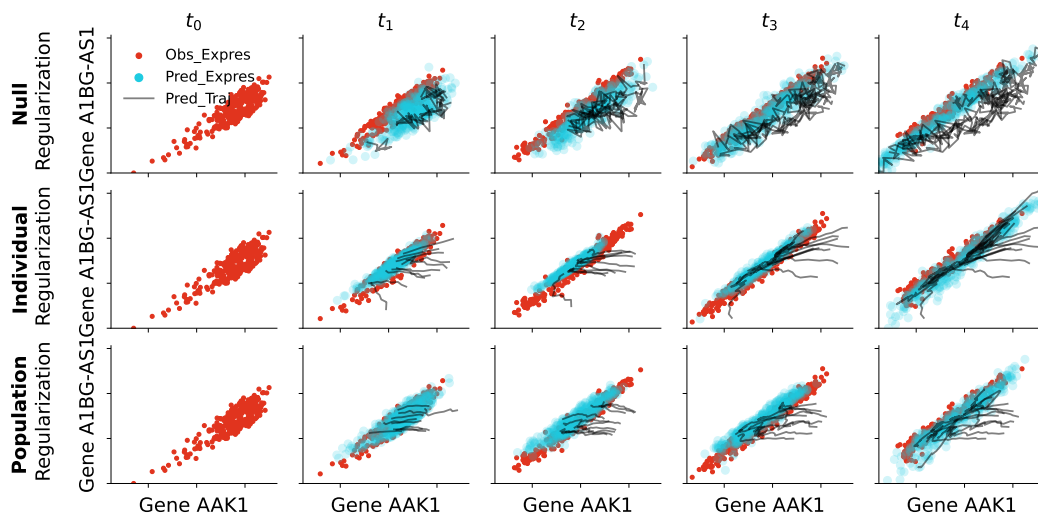 t0 t1 t2 t3 t4
Null
Regularization
Gene A1BG-AS1
Obs_Expres
Pred_Expres
Pred_Traj
Individual
Regularization
Gene A1BG-AS1
Population
Regularization
Gene A1BG-AS1
Gene AAK1 Gene AAK1 Gene AAK1 Gene AAK1 Gene AAK1